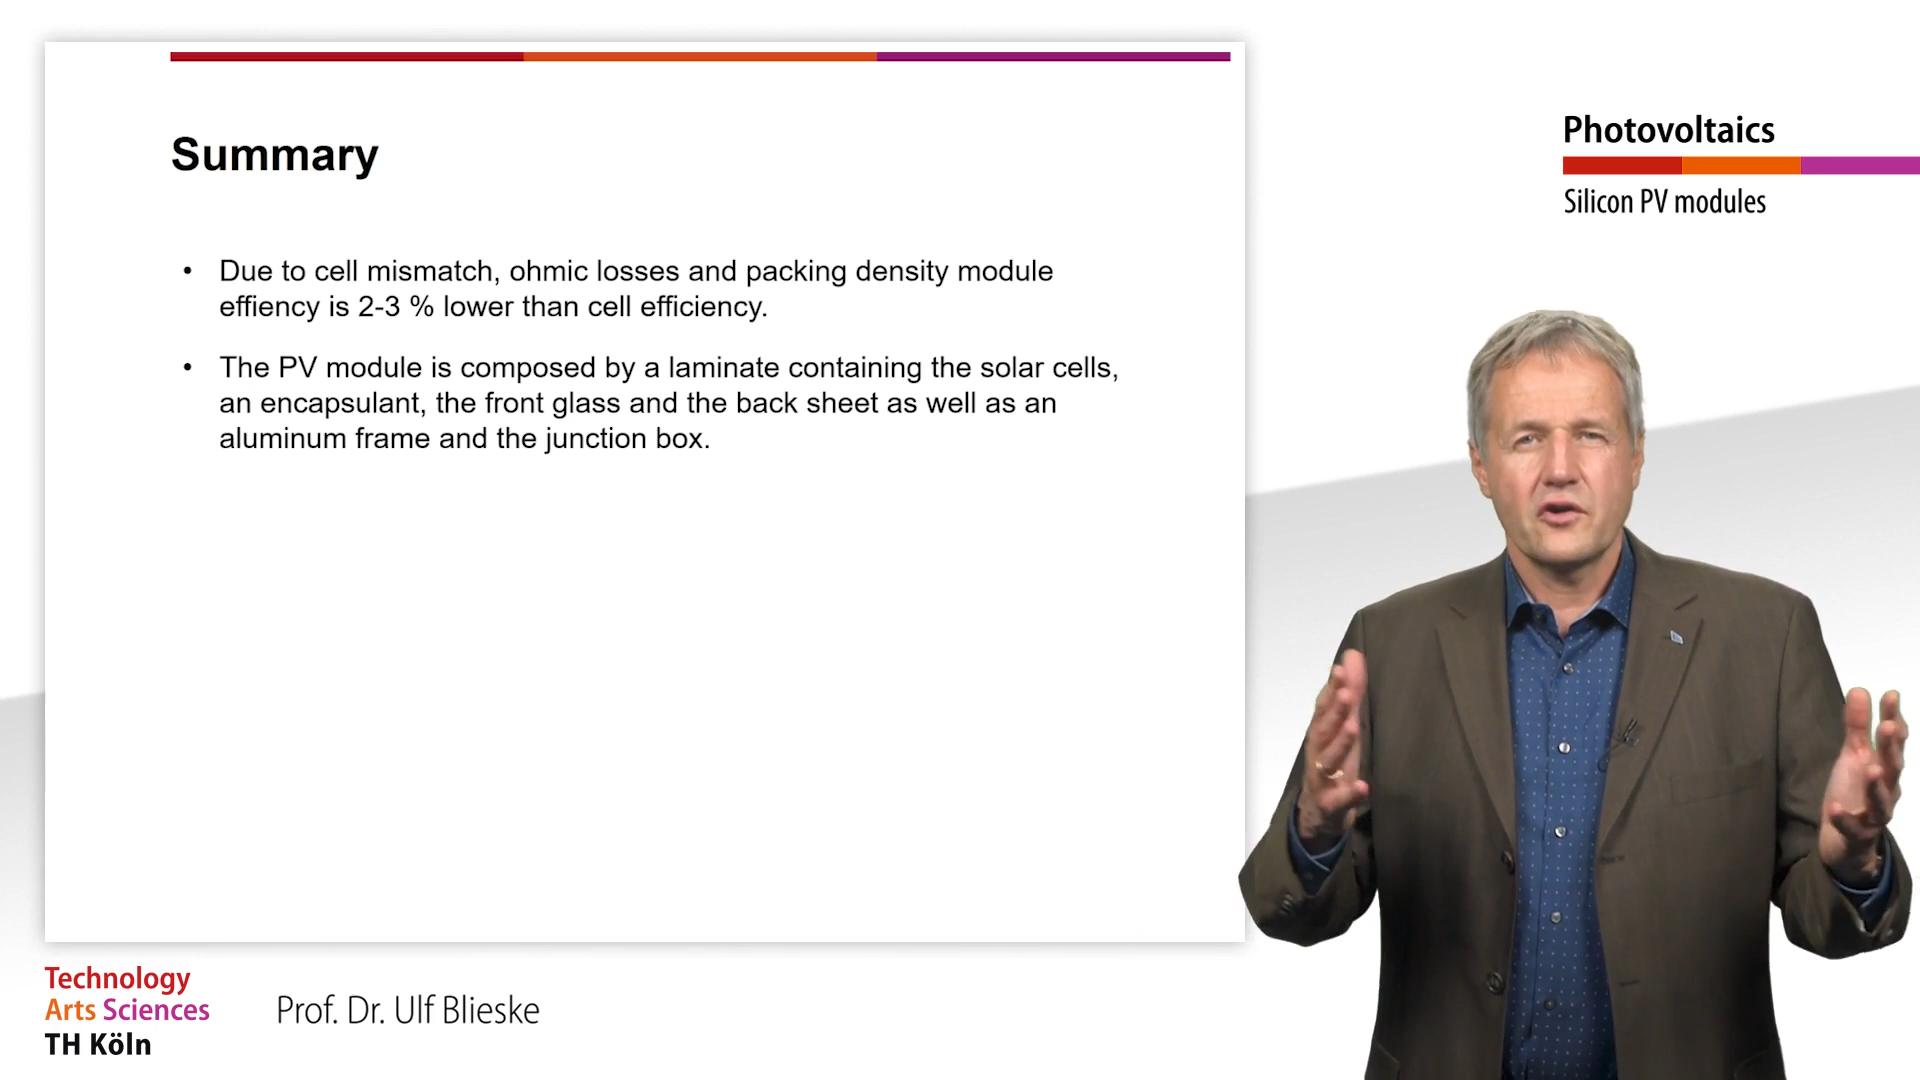 Summary
• Due to cell mismatch, ohmic losses and packing density module
effiency is 2-3 % lower than cell efficiency.
• The PV module is composed by a laminate containing the solar cells,
an encapsulant, the front glass and the back sheet as well as an
aluminum frame and the junction box.
Photovoltaics
Silicon PV modules
Technology
Arts Sciences
TH Köln
Prof. Dr. Ulf Blieske